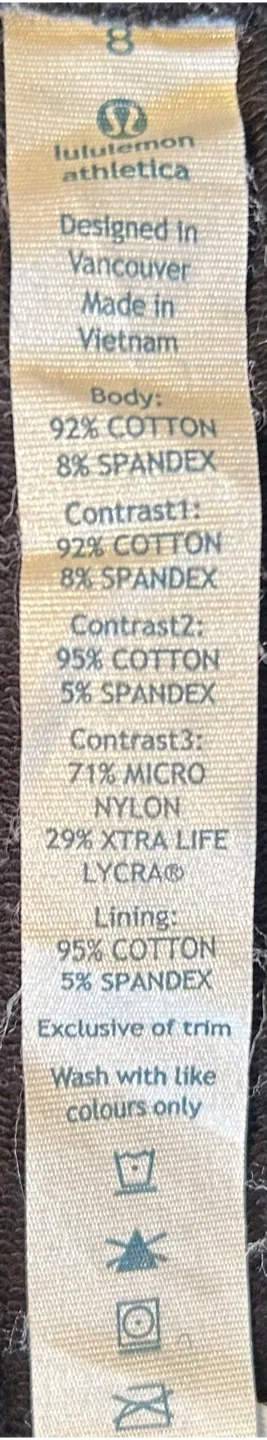 8
lululemon
athletica
Designed in
Vancouver
Made in
Vietnam
Body:
92% COTTON
8% SPANDEX
Contrast1:
92% COTTON
8% SPANDEX
Contrast2:
95% COTTON
5% SPANDEX
Contrast3:
71% MICRO
NYLON
29% XTRA LIFE
LYCRA®
Lining:
95% COTTON
5% SPANDEX
Exclusive of trim
Wash with like
colours only